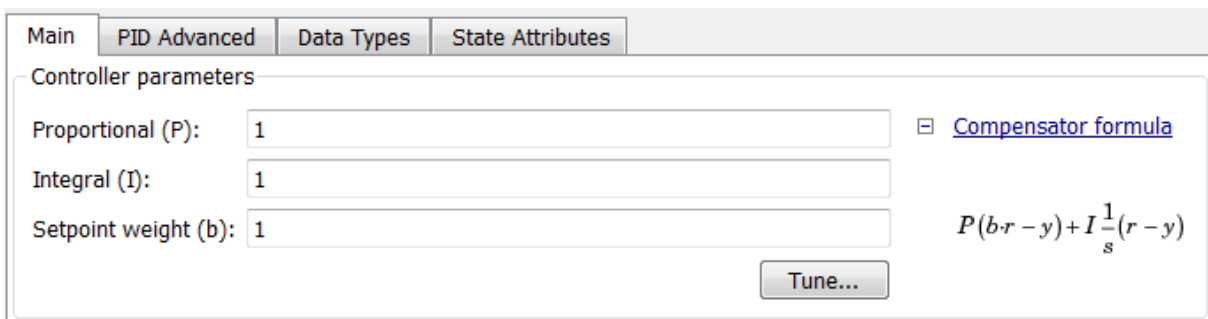 Main PID Advanced Data Types State Attributes
Controller parameters
Proportional (P): 1 Compensator formula
Integral (I): 1
Setpoint weight (b): 1 P(b·r − y) + I 1/s (r − y)
Tune...